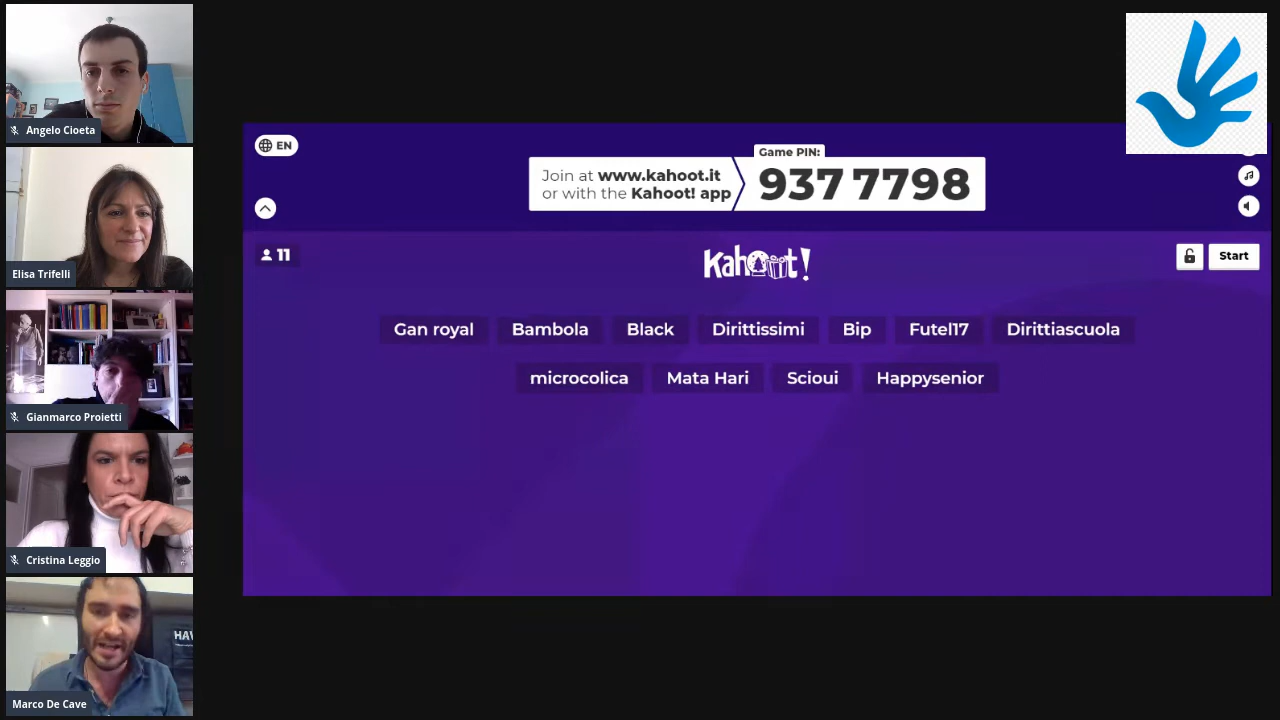 Angelo Cioeta
Elisa Trifelli
Gianmarco Proietti
Cristina Leggio
HAV
Marco De Cave
EN
Join at www.kahoot.it
or with the Kahoot! app
Game PIN:
937 7798
11
Kahoot!
Start
Gan royal Bambola Black Dirittissimi Bip Futel17 Dirittiascuola
microcolica Mata Hari Scioui Happysenior